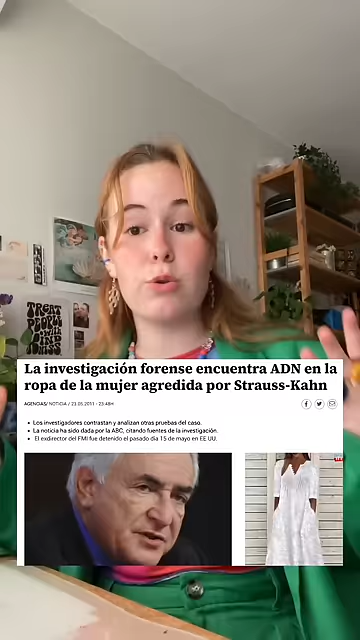 TREAT
PEOPLE
La investigación forense encuentra ADN en la
ropa de la mujer agredida por Strauss-Kahn
AGENCIAS/ NOTICIA / 23.05.2011 - 23:48H
Los investigadores contrastan y analizan otras pruebas del caso.
La noticia ha sido dada por la ABC, citando fuentes de la investigación.
El exdirector del FMI fue detenido el pasado día 15 de mayo en EE UU.